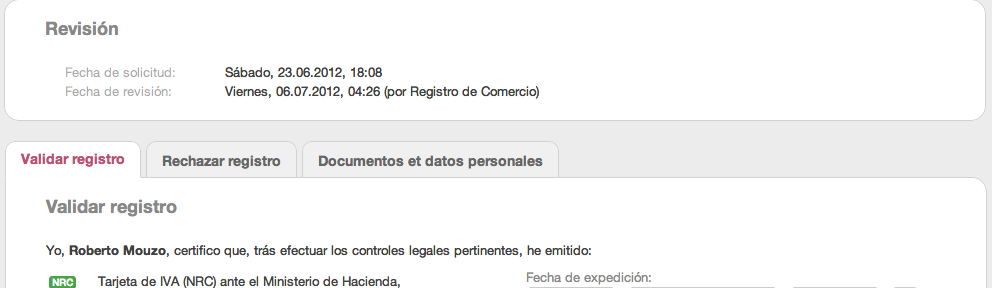 Revisión
Fecha de solicitud: Sábado, 23.06.2012, 18:08
Fecha de revisión: Viernes, 06.07.2012, 04:26 (por Registro de Comercio)
Validar registro Rechazar registro Documentos et datos personales
Validar registro
Yo, Roberto Mouzo, certifico que, trás efectuar los controles legales pertinentes, he emitido:
NRC Tarjeta de IVA (NRC) ante el Ministerio de Hacienda, Fecha de expedición: